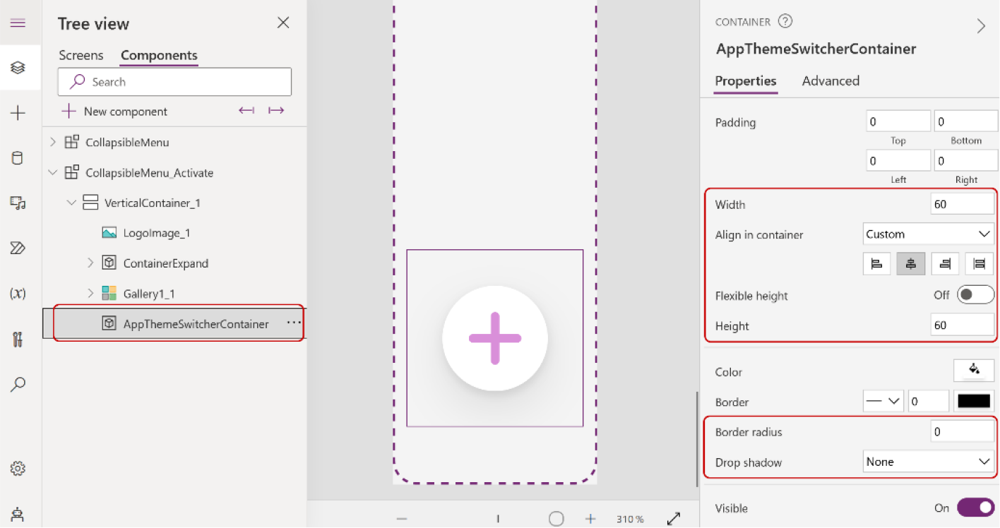 Tree view
Screens
Components
Search
New component
CollapsibleMenu
CollapsibleMenu_Activate
VerticalContainer_1
LogoImage_1
ContainerExpand
Gallery1_1
AppThemeSwitcherContainer
(x)
310 %
CONTAINER
AppThemeSwitcherContainer
Properties
Advanced
Padding
0
0
Top
Bottom
0
0
Left
Right
Width
60
Align in container
Custom
Flexible height
Off
Height
60
Color
Border
0
Border radius
0
Drop shadow
None
Visible
On